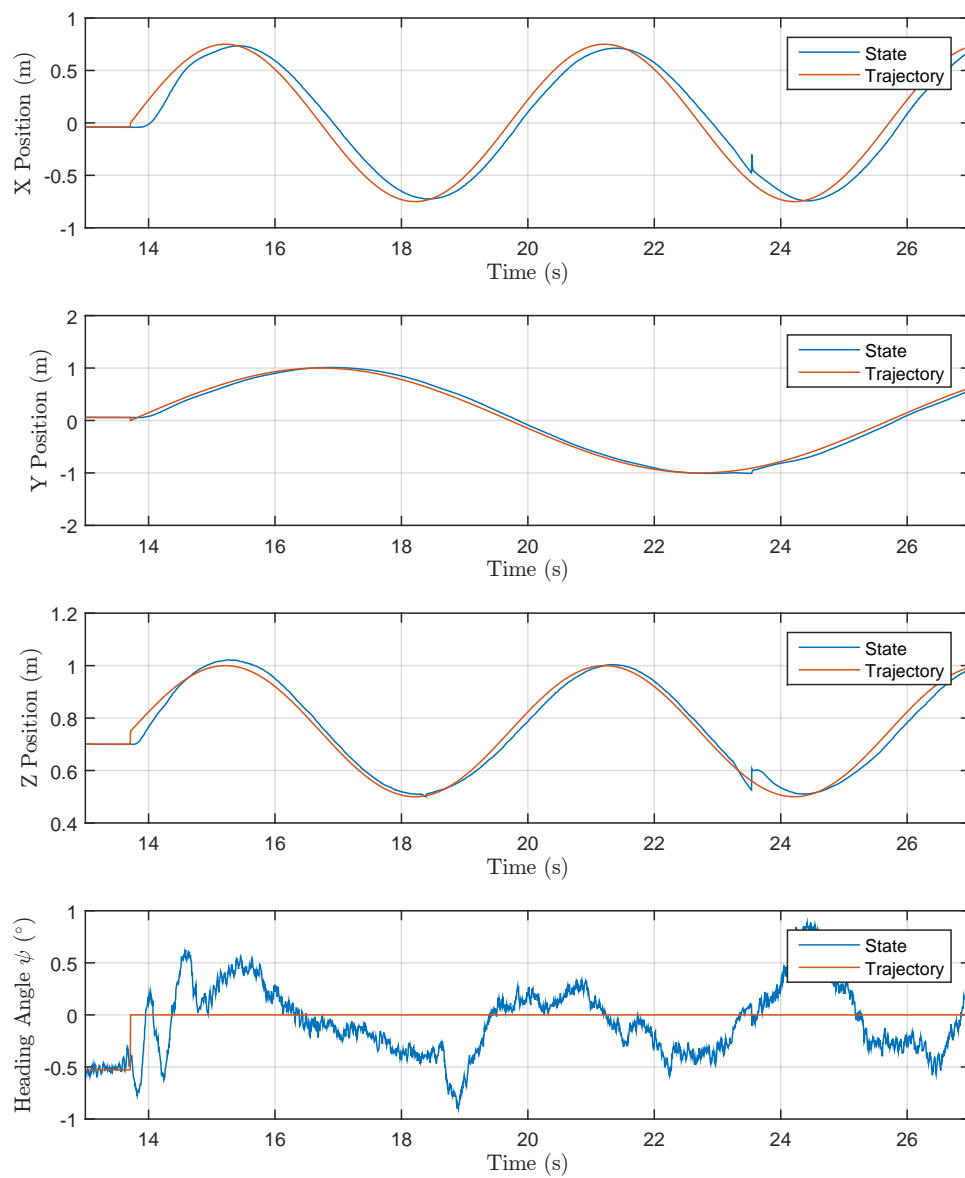 1
0.5
0
-0.5
-1
X Position (m)
State
Trajectory
14 16 18 20 22 24 26
Time (s)
2
1
0
-1
-2
Y Position (m)
State
Trajectory
14 16 18 20 22 24 26
Time (s)
1.2
1
0.8
0.6
0.4
Z Position (m)
State
Trajectory
14 16 18 20 22 24 26
Time (s)
1
0.5
0
-0.5
-1
Heading Angle ψ (°)
State
Trajectory
14 16 18 20 22 24 26
Time (s)